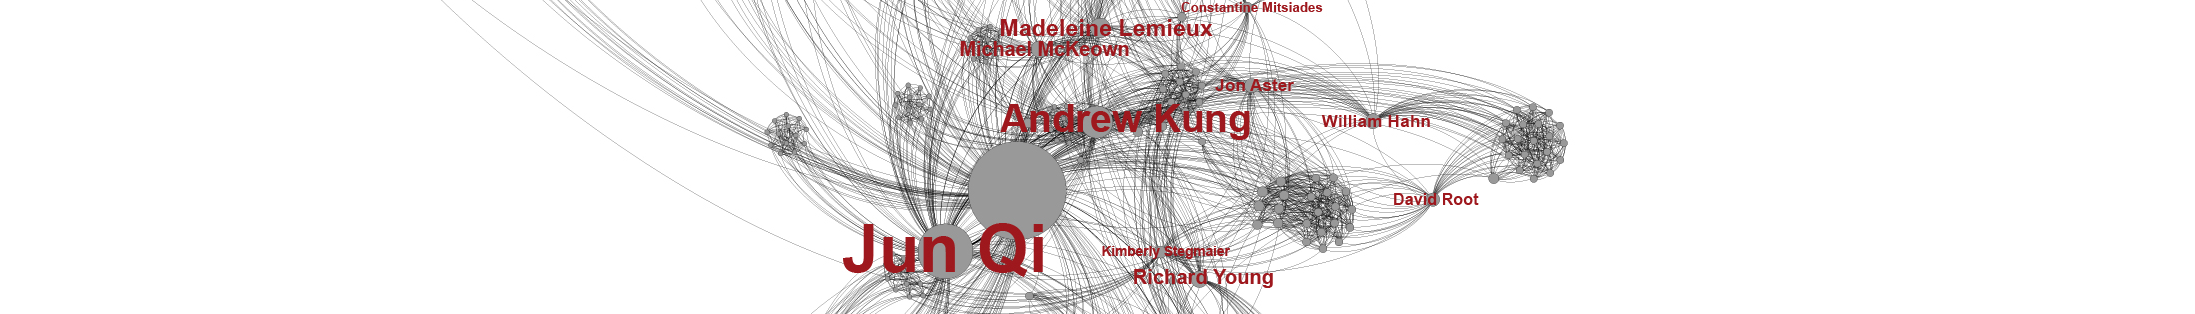 Constantine Mitsiades
Madeleine Lemieux
Michael McKeown
Jon Aster
Andrew Kung
William Hahn
David Root
Jun Qi
Kimberly Stegmaier
Richard Young